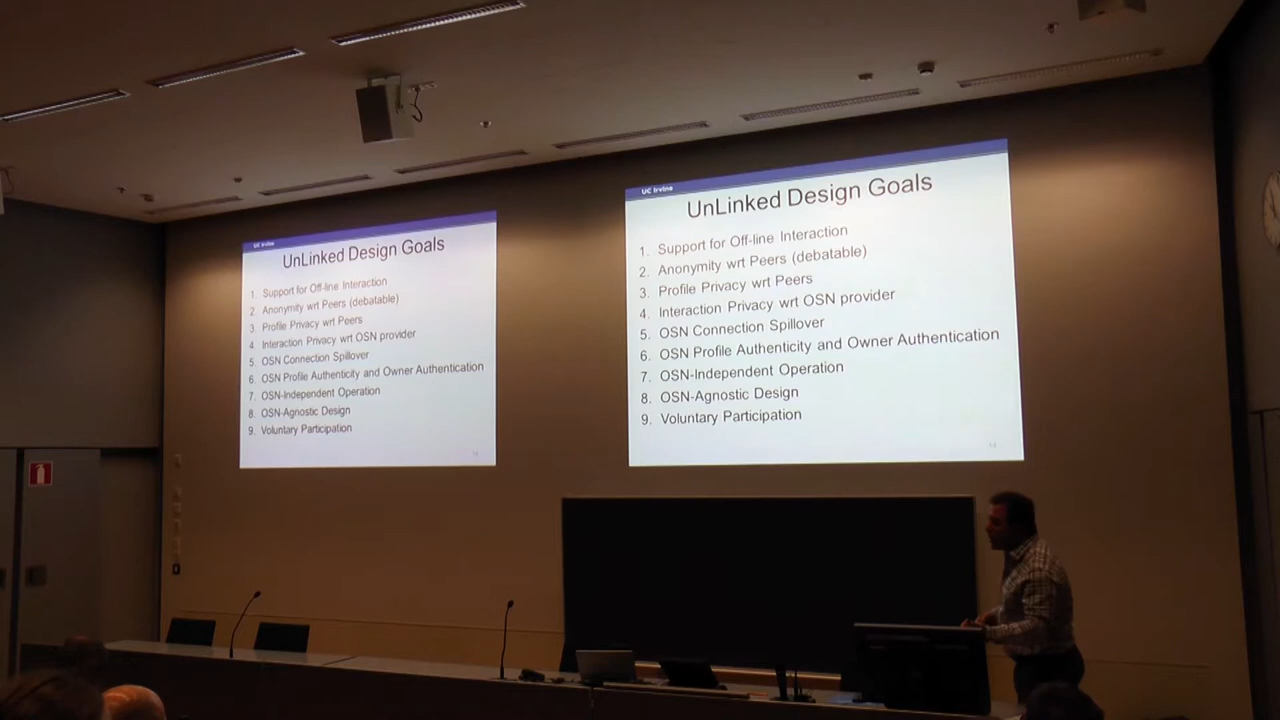 UC Irvine
UnLinked Design Goals
1. Support for Off-line Interaction
2. Anonymity wrt Peers (debatable)
3. Profile Privacy wrt Peers
4. Interaction Privacy wrt OSN provider
5. OSN Connection Spillover
6. OSN Profile Authenticity and Owner Authentication
7. OSN-Independent Operation
8. OSN-Agnostic Design
9. Voluntary Participation
UC Irvine
UnLinked Design Goals
1. Support for Off-line Interaction
2. Anonymity wrt Peers (debatable)
3. Profile Privacy wrt Peers
4. Interaction Privacy wrt OSN provider
5. OSN Connection Spillover
6. OSN Profile Authenticity and Owner Authentication
7. OSN-Independent Operation
8. OSN-Agnostic Design
9. Voluntary Participation